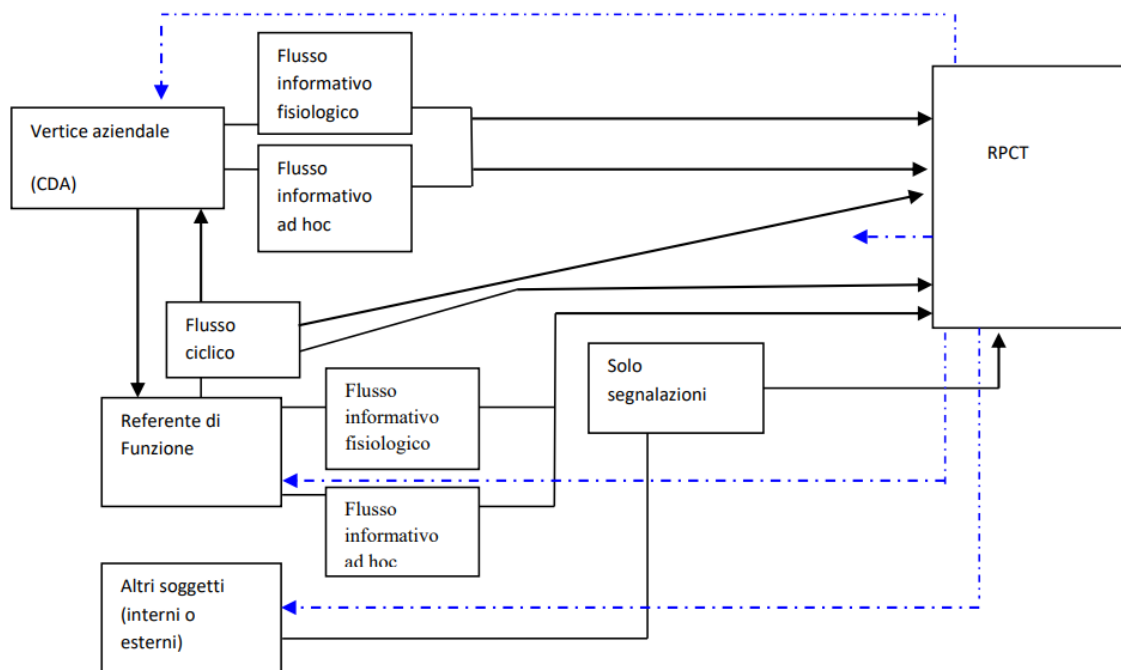 Flusso
informativo
fisiologico
Vertice aziendale
(CDA)
Flusso
informativo
ad hoc
RPCT
Flusso
ciclico
Solo
segnalazioni
Referente di
Funzione
Flusso
informativo
fisiologico
Flusso
informativo
ad hoc
Altri soggetti
(interni o
esterni)